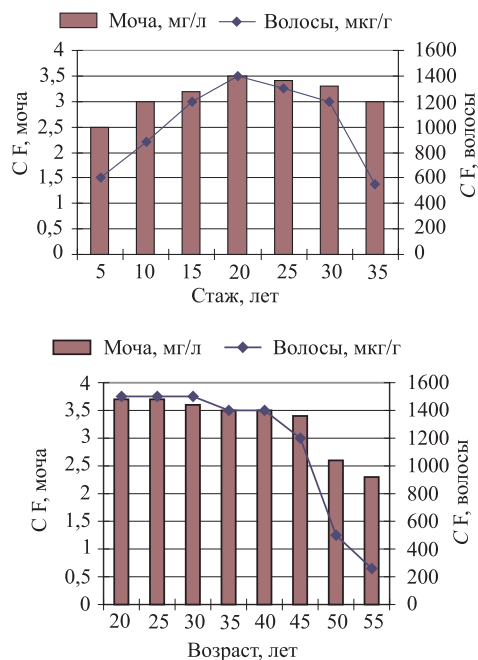 Моча, мг/л Волосы, мкг/г
4 1600
3,5 1400
3 1200
2,5 1000
2 800
1,5 600
1 400
0,5 200
0 0
С F, моча
С F, волосы
5 10 15 20 25 30 35
Стаж, лет
Моча, мг/л Волосы, мкг/г
4 1600
3,5 1400
3 1200
2,5 1000
2 800
1,5 600
1 400
0,5 200
0 0
С F, моча
С F, волосы
20 25 30 35 40 45 50 55
Возраст, лет